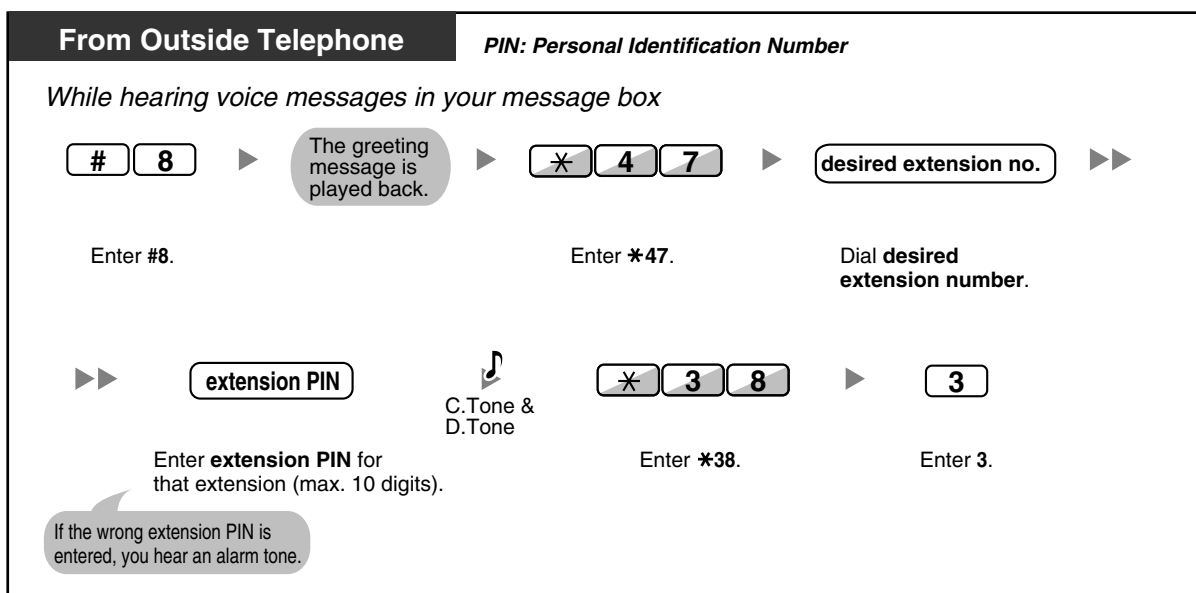 From Outside Telephone
PIN: Personal Identification Number
While hearing voice messages in your message box
# 8
The greeting
message is
played back.
* 4 7
desired extension no.
Enter #8.
Enter *47.
Dial desired
extension number.
extension PIN
C.Tone &
D.Tone
* 3 8
3
Enter extension PIN for
that extension (max. 10 digits).
Enter *38.
Enter 3.
If the wrong extension PIN is
entered, you hear an alarm tone.